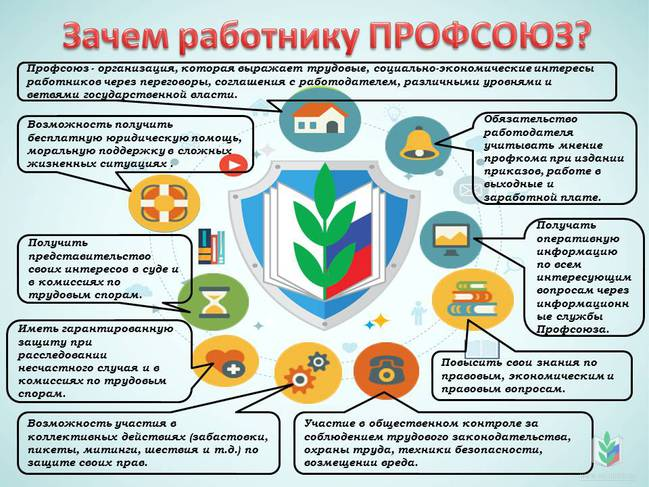 Зачем работнику ПРОФСОЮЗ?
Профсоюз - организация, которая выражает трудовые, социально-экономические интересы
работников через переговоры, соглашения с работодателем, различными уровнями и
ветвями государственной власти.
Возможность получить
бесплатную юридическую помощь,
моральную поддержку в сложных
жизненных ситуациях .
Обязательство
работодателя
учитывать мнение
профкома при издании
приказов, работе в
выходные и
заработной плате.
Получить
представительство
своих интересов в суде и
в комиссиях по
трудовым спорам.
Получать
оперативную
информацию
по всем
интересующим
вопросам через
информационн
ые службы
Профсоюза.
Иметь гарантированную
защиту при
расследовании
несчастного случая и в
комиссиях по трудовым
спорам.
Повысить свои знания по
правовым, экономическим и
правовым вопросам.
Возможность участия в
коллективных действиях (забастовки,
пикеты, митинги, шествия и т.д.) по
защите своих прав.
Участие в общественном контроле за
соблюдением трудового законодательства,
охраны труда, техники безопасности,
возмещении вреда.